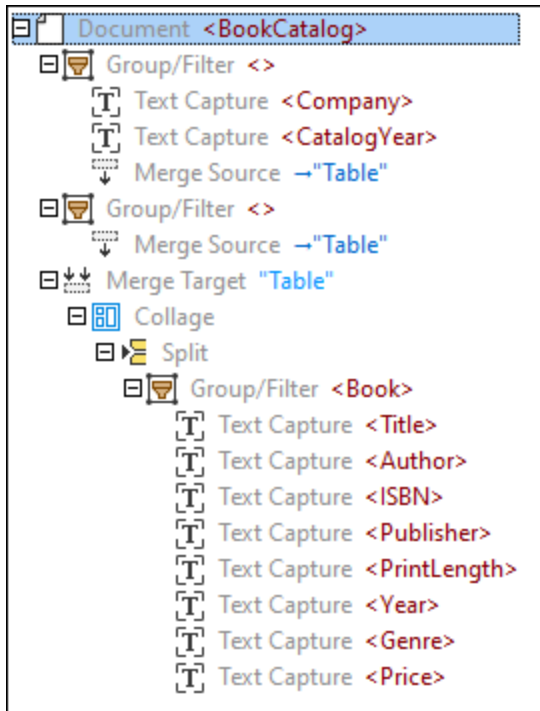 Document <BookCatalog>
Group/Filter <>
Text Capture <Company>
Text Capture <CatalogYear>
Merge Source →"Table"
Group/Filter <>
Merge Source →"Table"
Merge Target "Table"
Collage
Split
Group/Filter <Book>
Text Capture <Title>
Text Capture <Author>
Text Capture <ISBN>
Text Capture <Publisher>
Text Capture <PrintLength>
Text Capture <Year>
Text Capture <Genre>
Text Capture <Price>